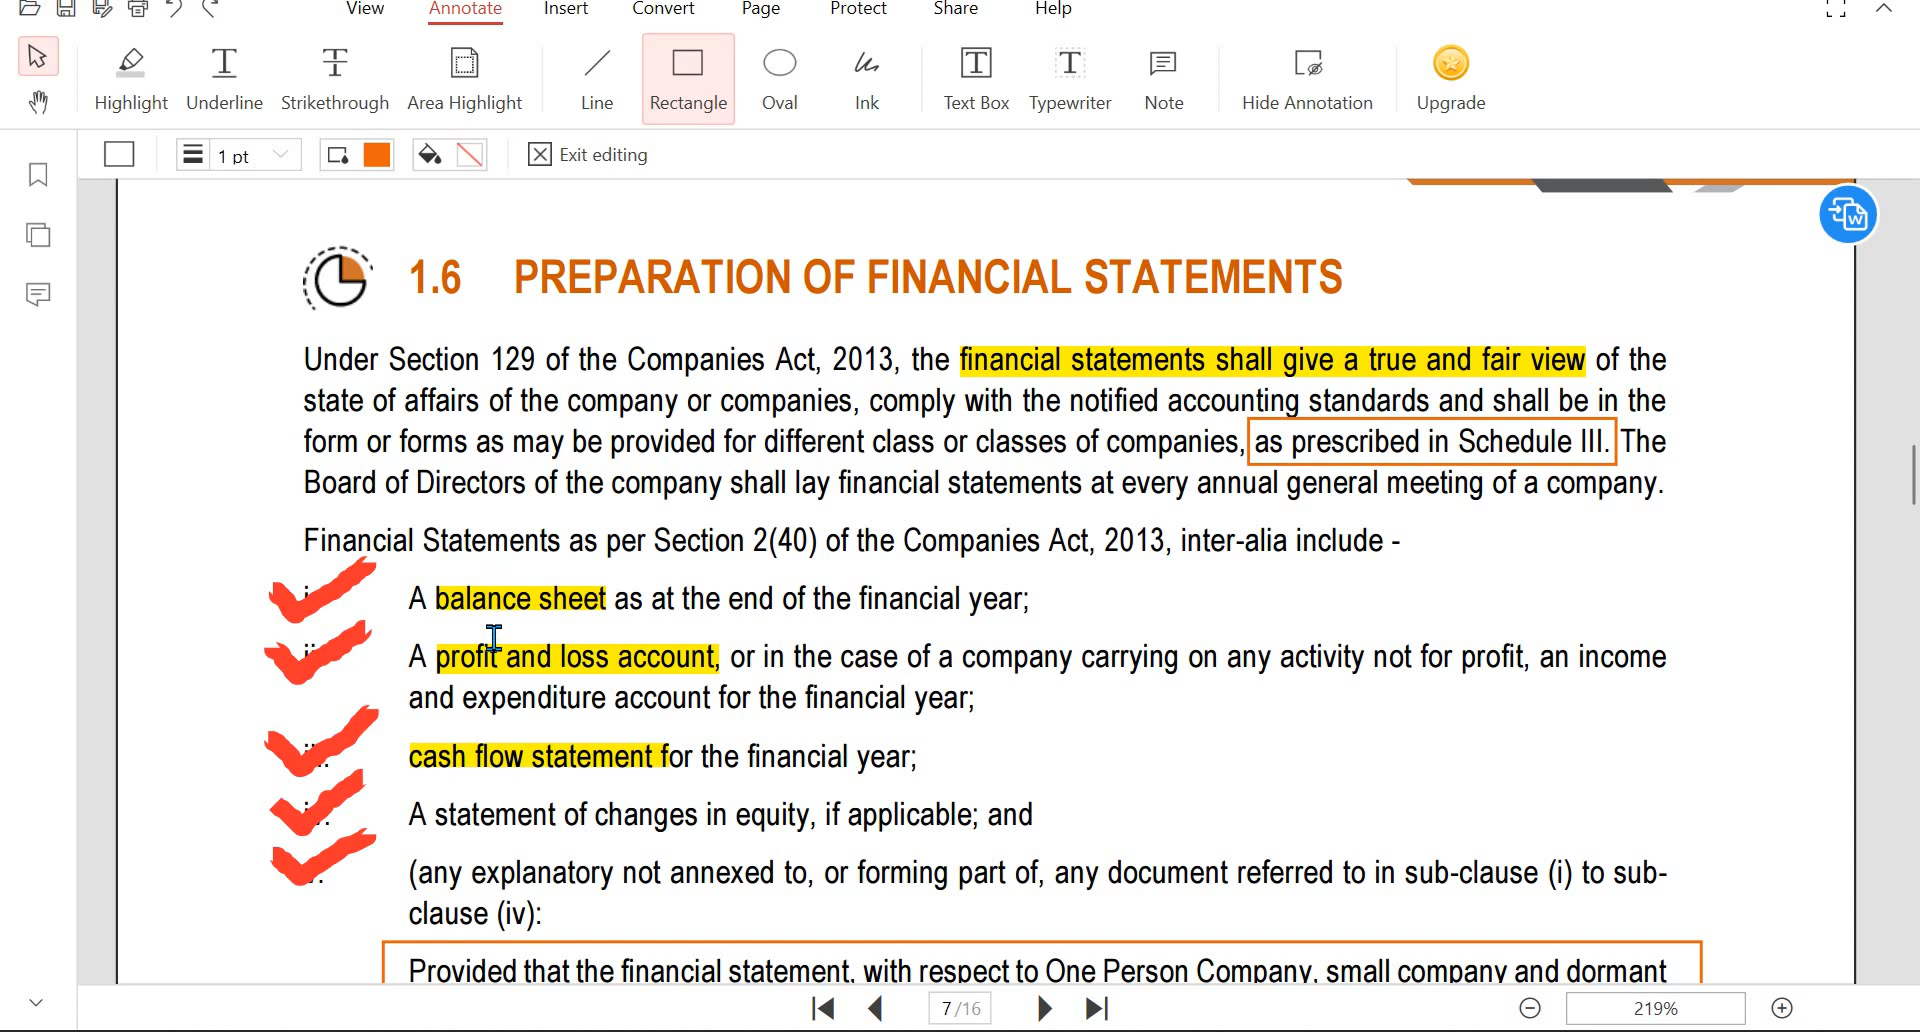 View Annotate Insert Convert Page Protect Share Help
Highlight Underline Strikethrough Area Highlight Line Rectangle Oval Ink Text Box Typewriter Note Hide Annotation Upgrade
1 pt Exit editing
1.6 PREPARATION OF FINANCIAL STATEMENTS
Under Section 129 of the Companies Act, 2013, the financial statements shall give a true and fair view of the
state of affairs of the company or companies, comply with the notified accounting standards and shall be in the
form or forms as may be provided for different class or classes of companies, as prescribed in Schedule III. The
Board of Directors of the company shall lay financial statements at every annual general meeting of a company.
Financial Statements as per Section 2(40) of the Companies Act, 2013, inter-alia include -
A balance sheet as at the end of the financial year;
A profit and loss account, or in the case of a company carrying on any activity not for profit, an income
and expenditure account for the financial year;
cash flow statement for the financial year;
A statement of changes in equity, if applicable; and
(any explanatory not annexed to, or forming part of, any document referred to in sub-clause (i) to sub-
clause (iv):
Provided that the financial statement, with respect to One Person Company, small company and dormant
7 /16
219%